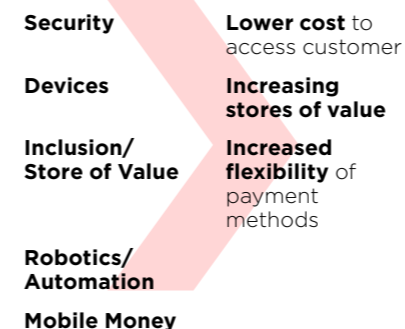 Security
Devices
Inclusion/
Store of Value
Robotics/
Automation
Mobile Money
Lower cost to
access customer
Increasing
stores of value
Increased
flexibility of
payment
methods